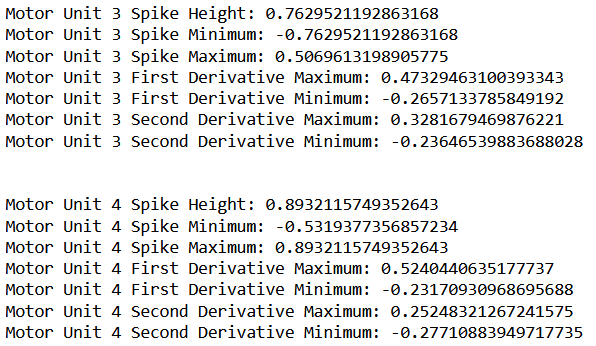 Motor Unit 3 Spike Height: 0.7629521192863168
Motor Unit 3 Spike Minimum: -0.7629521192863168
Motor Unit 3 Spike Maximum: 0.5069613198905775
Motor Unit 3 First Derivative Maximum: 0.47329463100393343
Motor Unit 3 First Derivative Minimum: -0.2657133785849192
Motor Unit 3 Second Derivative Maximum: 0.3281679469876221
Motor Unit 3 Second Derivative Minimum: -0.23646539883688028
Motor Unit 4 Spike Height: 0.8932115749352643
Motor Unit 4 Spike Minimum: -0.5319377356857234
Motor Unit 4 Spike Maximum: 0.8932115749352643
Motor Unit 4 First Derivative Maximum: 0.5240440635177737
Motor Unit 4 First Derivative Minimum: -0.23170930968695688
Motor Unit 4 Second Derivative Maximum: 0.25248321267241575
Motor Unit 4 Second Derivative Minimum: -0.27710883949717735